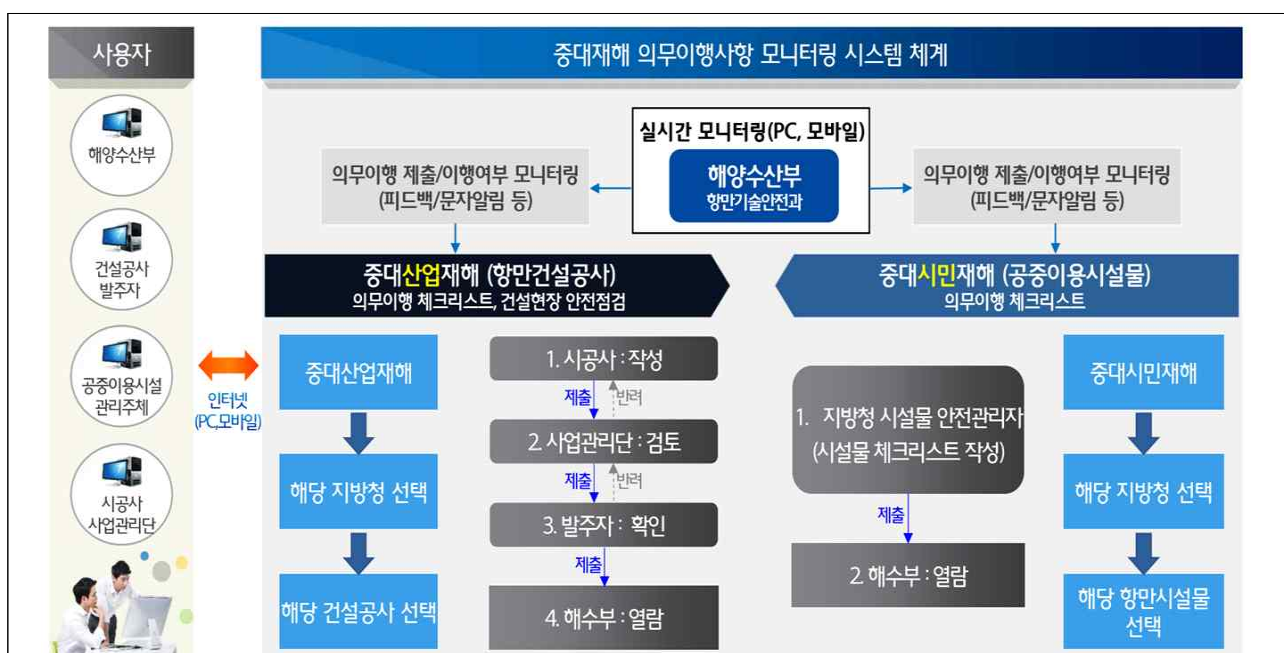 사용자
해양수산부
건설공사
발주자
공중이용시설
관리주체
시공사
사업관리단
인터넷
(PC,모바일)
중대재해 의무이행사항 모니터링 시스템 체계
실시간 모니터링(PC, 모바일)
해양수산부
항만기술안전과
의무이행 제출/이행여부 모니터링
(피드백/문자알림 등)
의무이행 제출/이행여부 모니터링
(피드백/문자알림 등)
중대산업재해 (항만건설공사)
의무이행 체크리스트, 건설현장 안전점검
중대산업재해
해당 지방청 선택
해당 건설공사 선택
1. 시공사 : 작성
제출 반려
2. 사업관리단 : 검토
제출 반려
3. 발주자 : 확인
제출
4. 해수부 : 열람
중대시민재해 (공중이용시설물)
의무이행 체크리스트
1. 지방청 시설물 안전관리자
(시설물 체크리스트 작성)
제출
2. 해수부 : 열람
중대시민재해
해당 지방청 선택
해당 항만시설물
선택